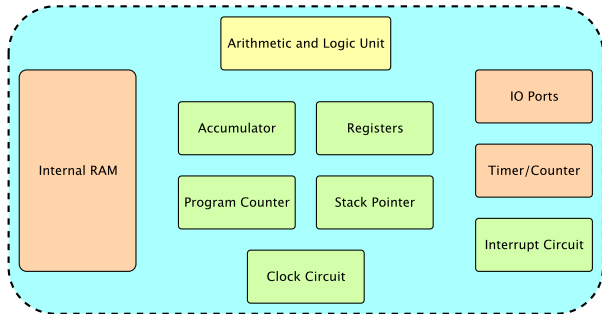 Arithmetic and Logic Unit
Internal RAM
Accumulator
Registers
IO Ports
Program Counter
Stack Pointer
Timer/Counter
Clock Circuit
Interrupt Circuit